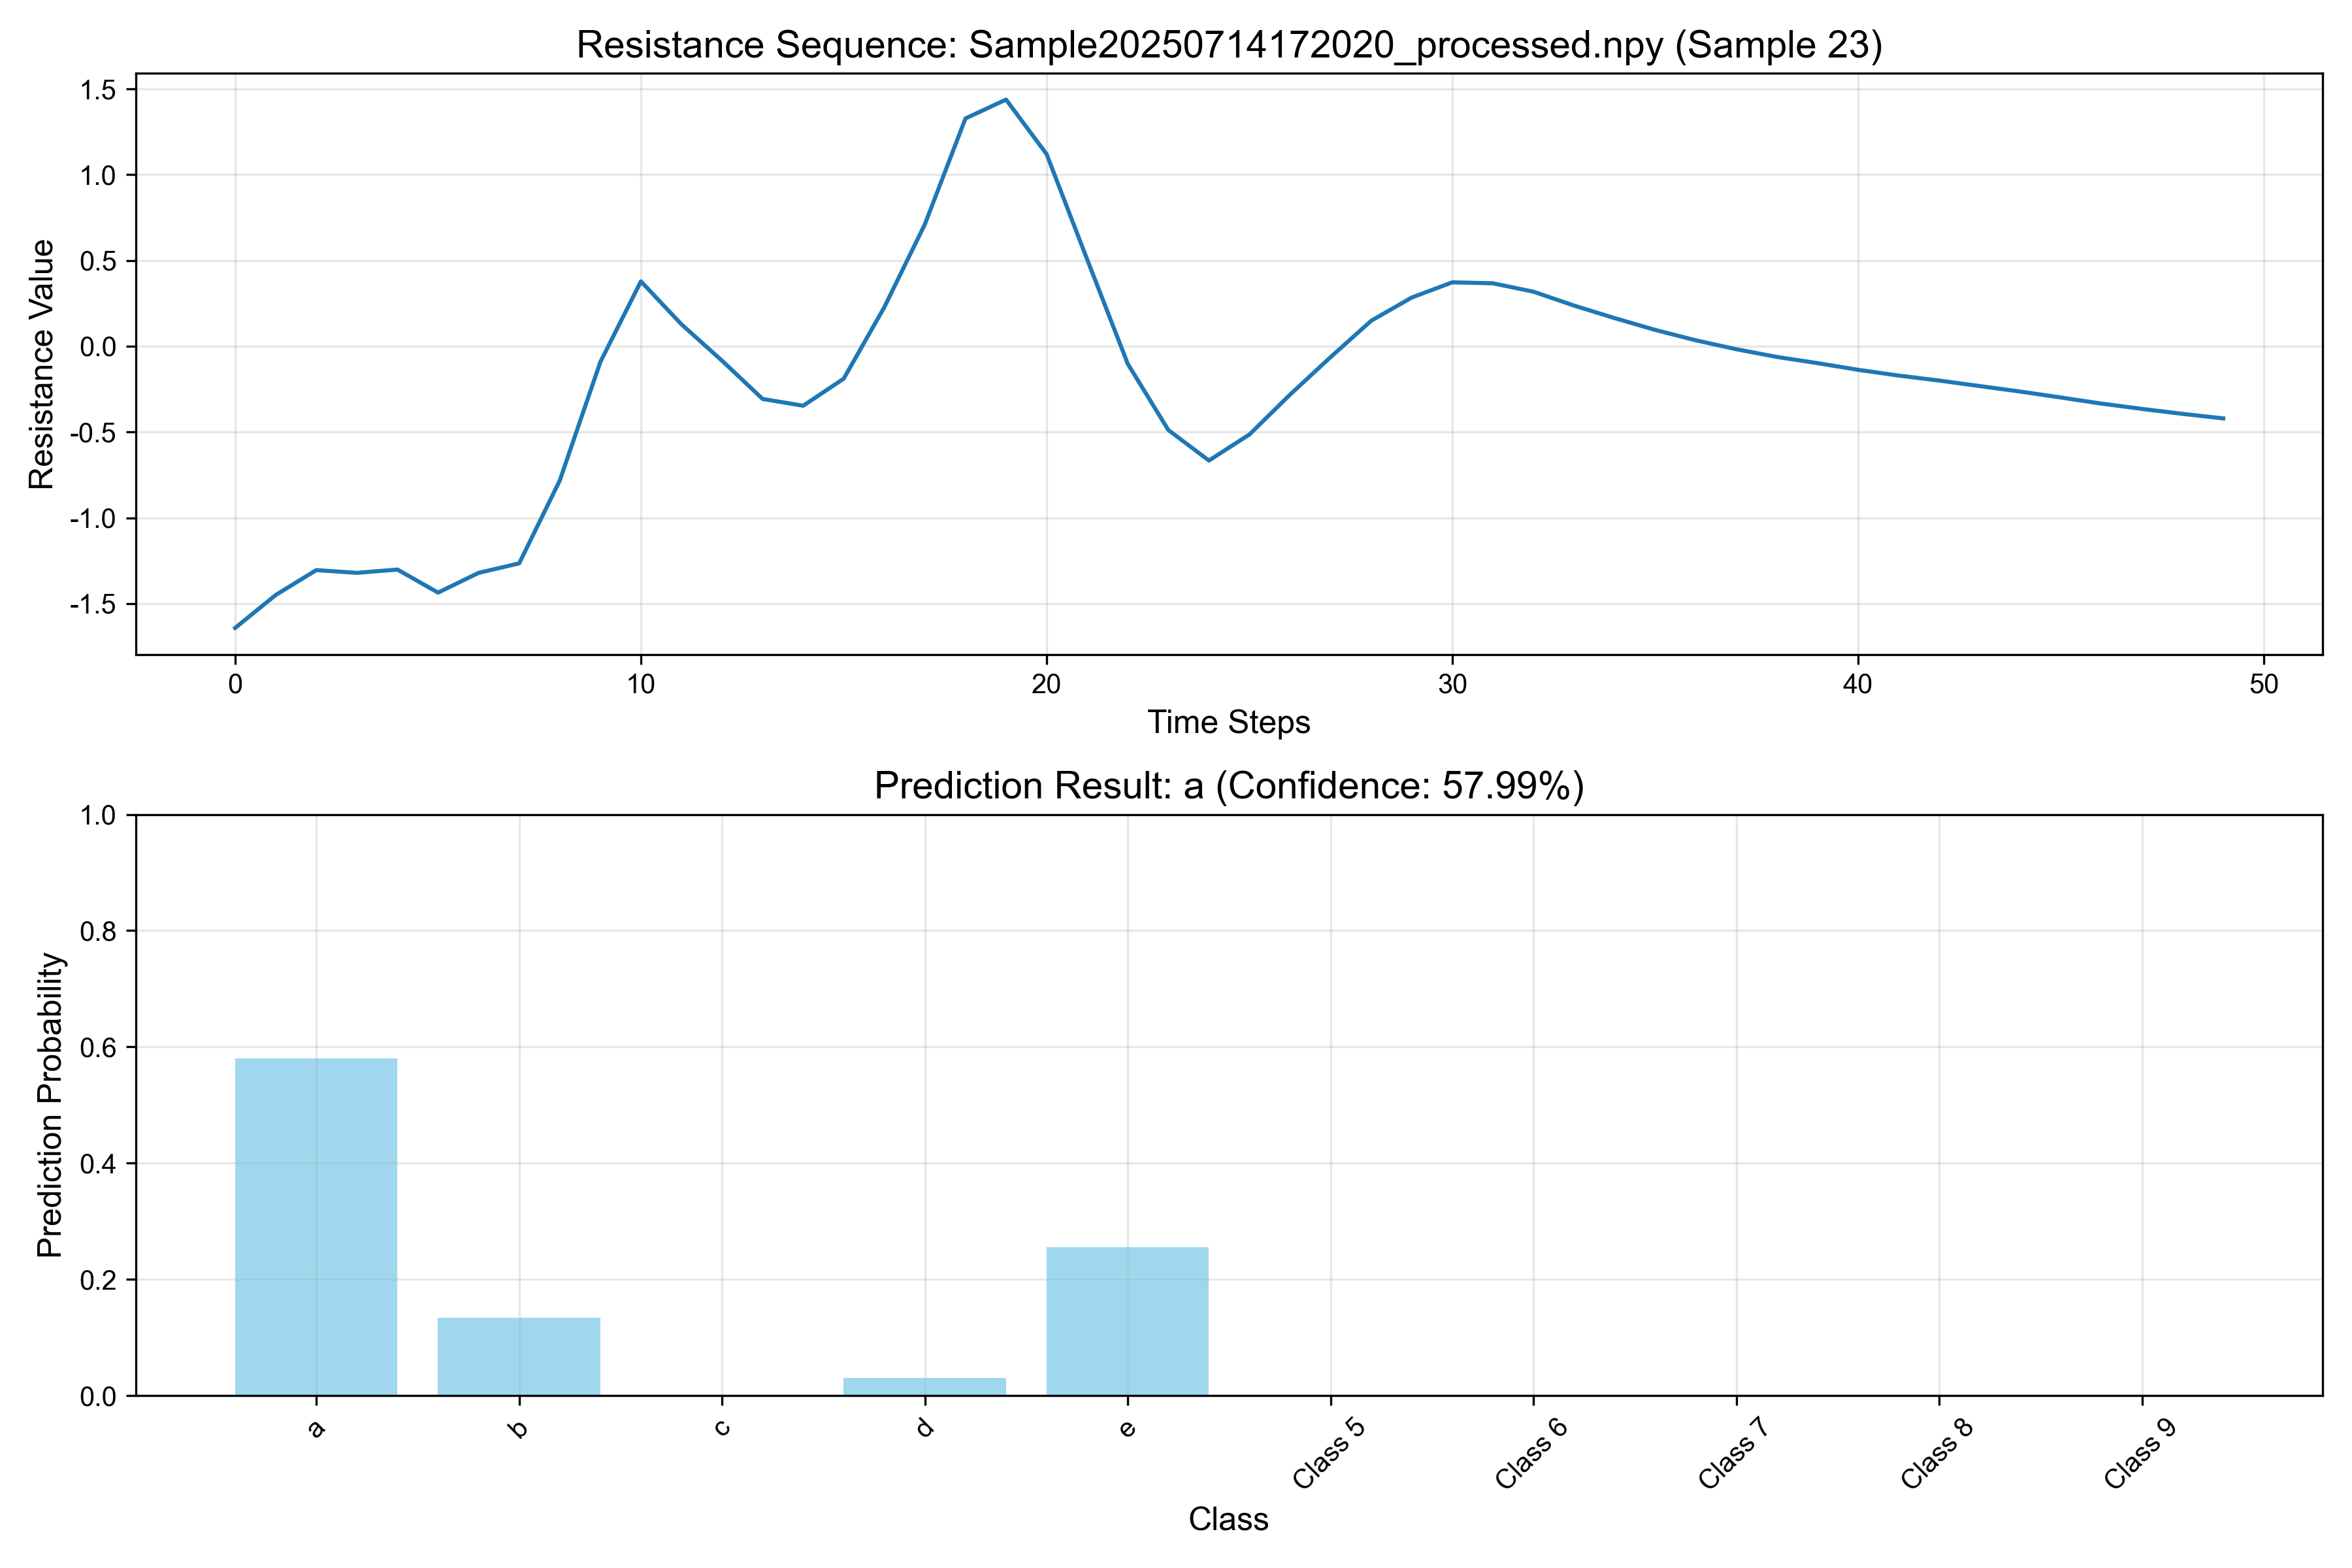 Resistance Sequence: Sample20250714172020_processed.npy (Sample 23)
Resistance Value
1.5
1.0
0.5
0.0
-0.5
-1.0
-1.5
0 10 20 30 40 50
Time Steps
Prediction Result: a (Confidence: 57.99%)
Prediction Probability
1.0
0.8
0.6
0.4
0.2
0.0
a b c d e Class 5 Class 6 Class 7 Class 8 Class 9
Class